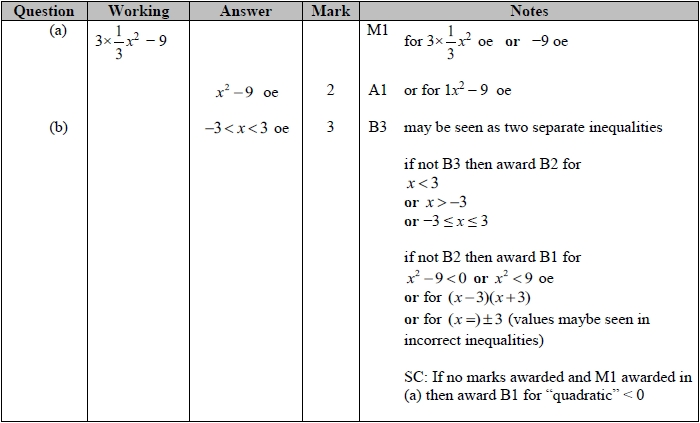 Question Working Answer Mark Notes
(a) 3×1/3x² − 9 M1 for 3×1/3x² oe or −9 oe
x² − 9 oe 2 A1 or for 1x² − 9 oe
(b) −3 < x < 3 oe 3 B3 may be seen as two separate inequalities
if not B3 then award B2 for
x < 3
or x > −3
or −3 ≤ x ≤ 3
if not B2 then award B1 for
x² − 9 < 0 or x² < 9 oe
or for (x − 3)(x + 3)
or for (x =) ±3 (values maybe seen in
incorrect inequalities)
SC: If no marks awarded and M1 awarded in
(a) then award B1 for “quadratic” < 0